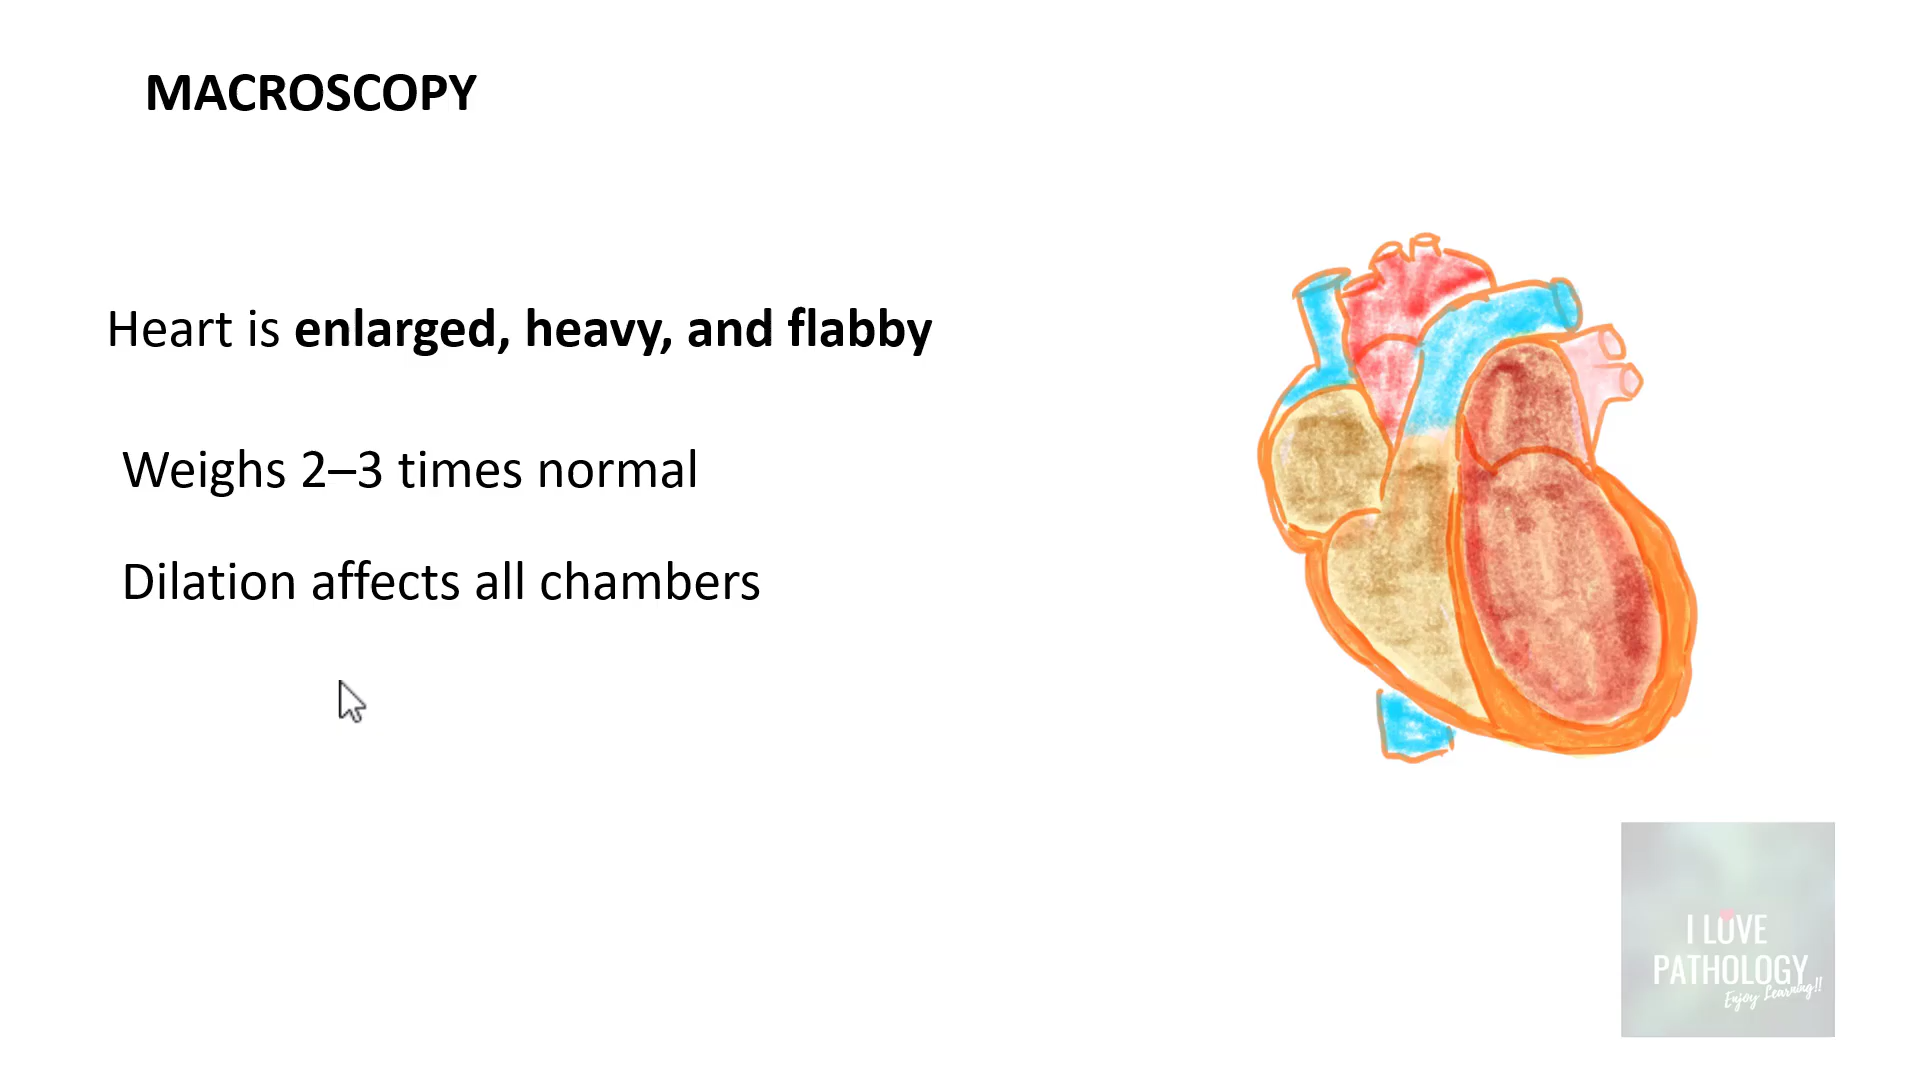 MACROSCOPY
Heart is enlarged, heavy, and flabby
Weighs 2–3 times normal
Dilation affects all chambers
I LOVE
PATHOLOGY
Enjoy Learning!!